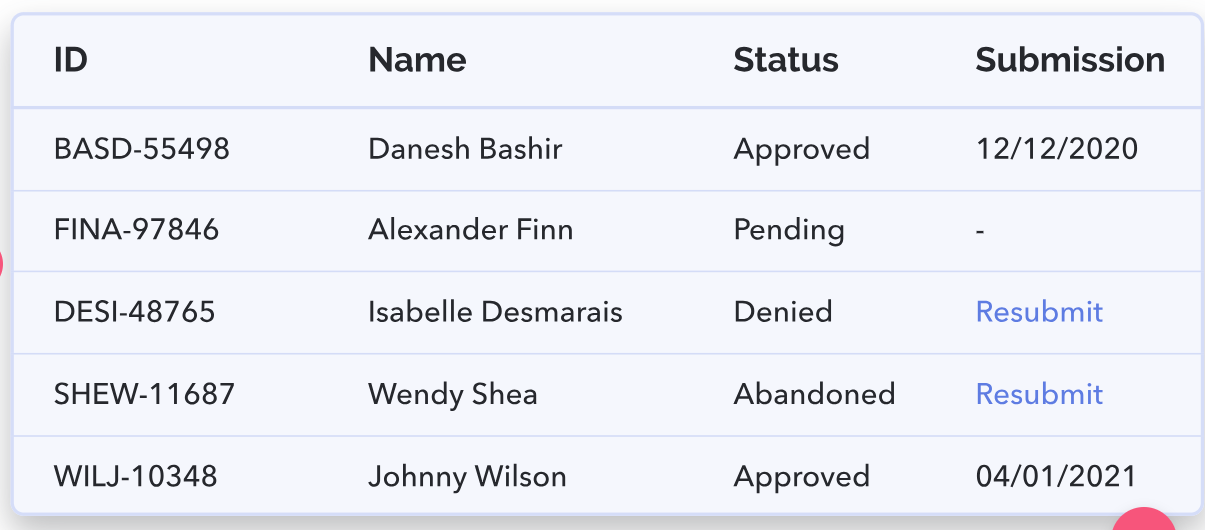 ID Name Status Submission
BASD-55498 Danesh Bashir Approved 12/12/2020
FINA-97846 Alexander Finn Pending -
DESI-48765 Isabelle Desmarais Denied Resubmit
SHEW-11687 Wendy Shea Abandoned Resubmit
WILJ-10348 Johnny Wilson Approved 04/01/2021